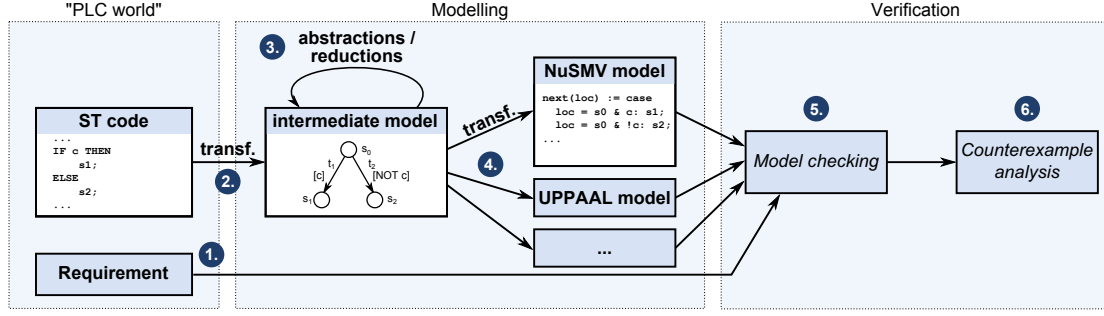 "PLC world"
Modelling
Verification
3.
abstractions /
reductions
NuSMV model
next(loc) := case
loc = s0 & c: s1;
loc = s0 & !c: s2;
...
ST code
...
IF c THEN
s1;
ELSE
s2;
...
transf.
2.
intermediate model
s0
t1
t2
[c]
[NOT c]
s1
s2
transf.
4.
UPPAAL model
...
5.
Model checking
6.
Counterexample
analysis
1.
Requirement